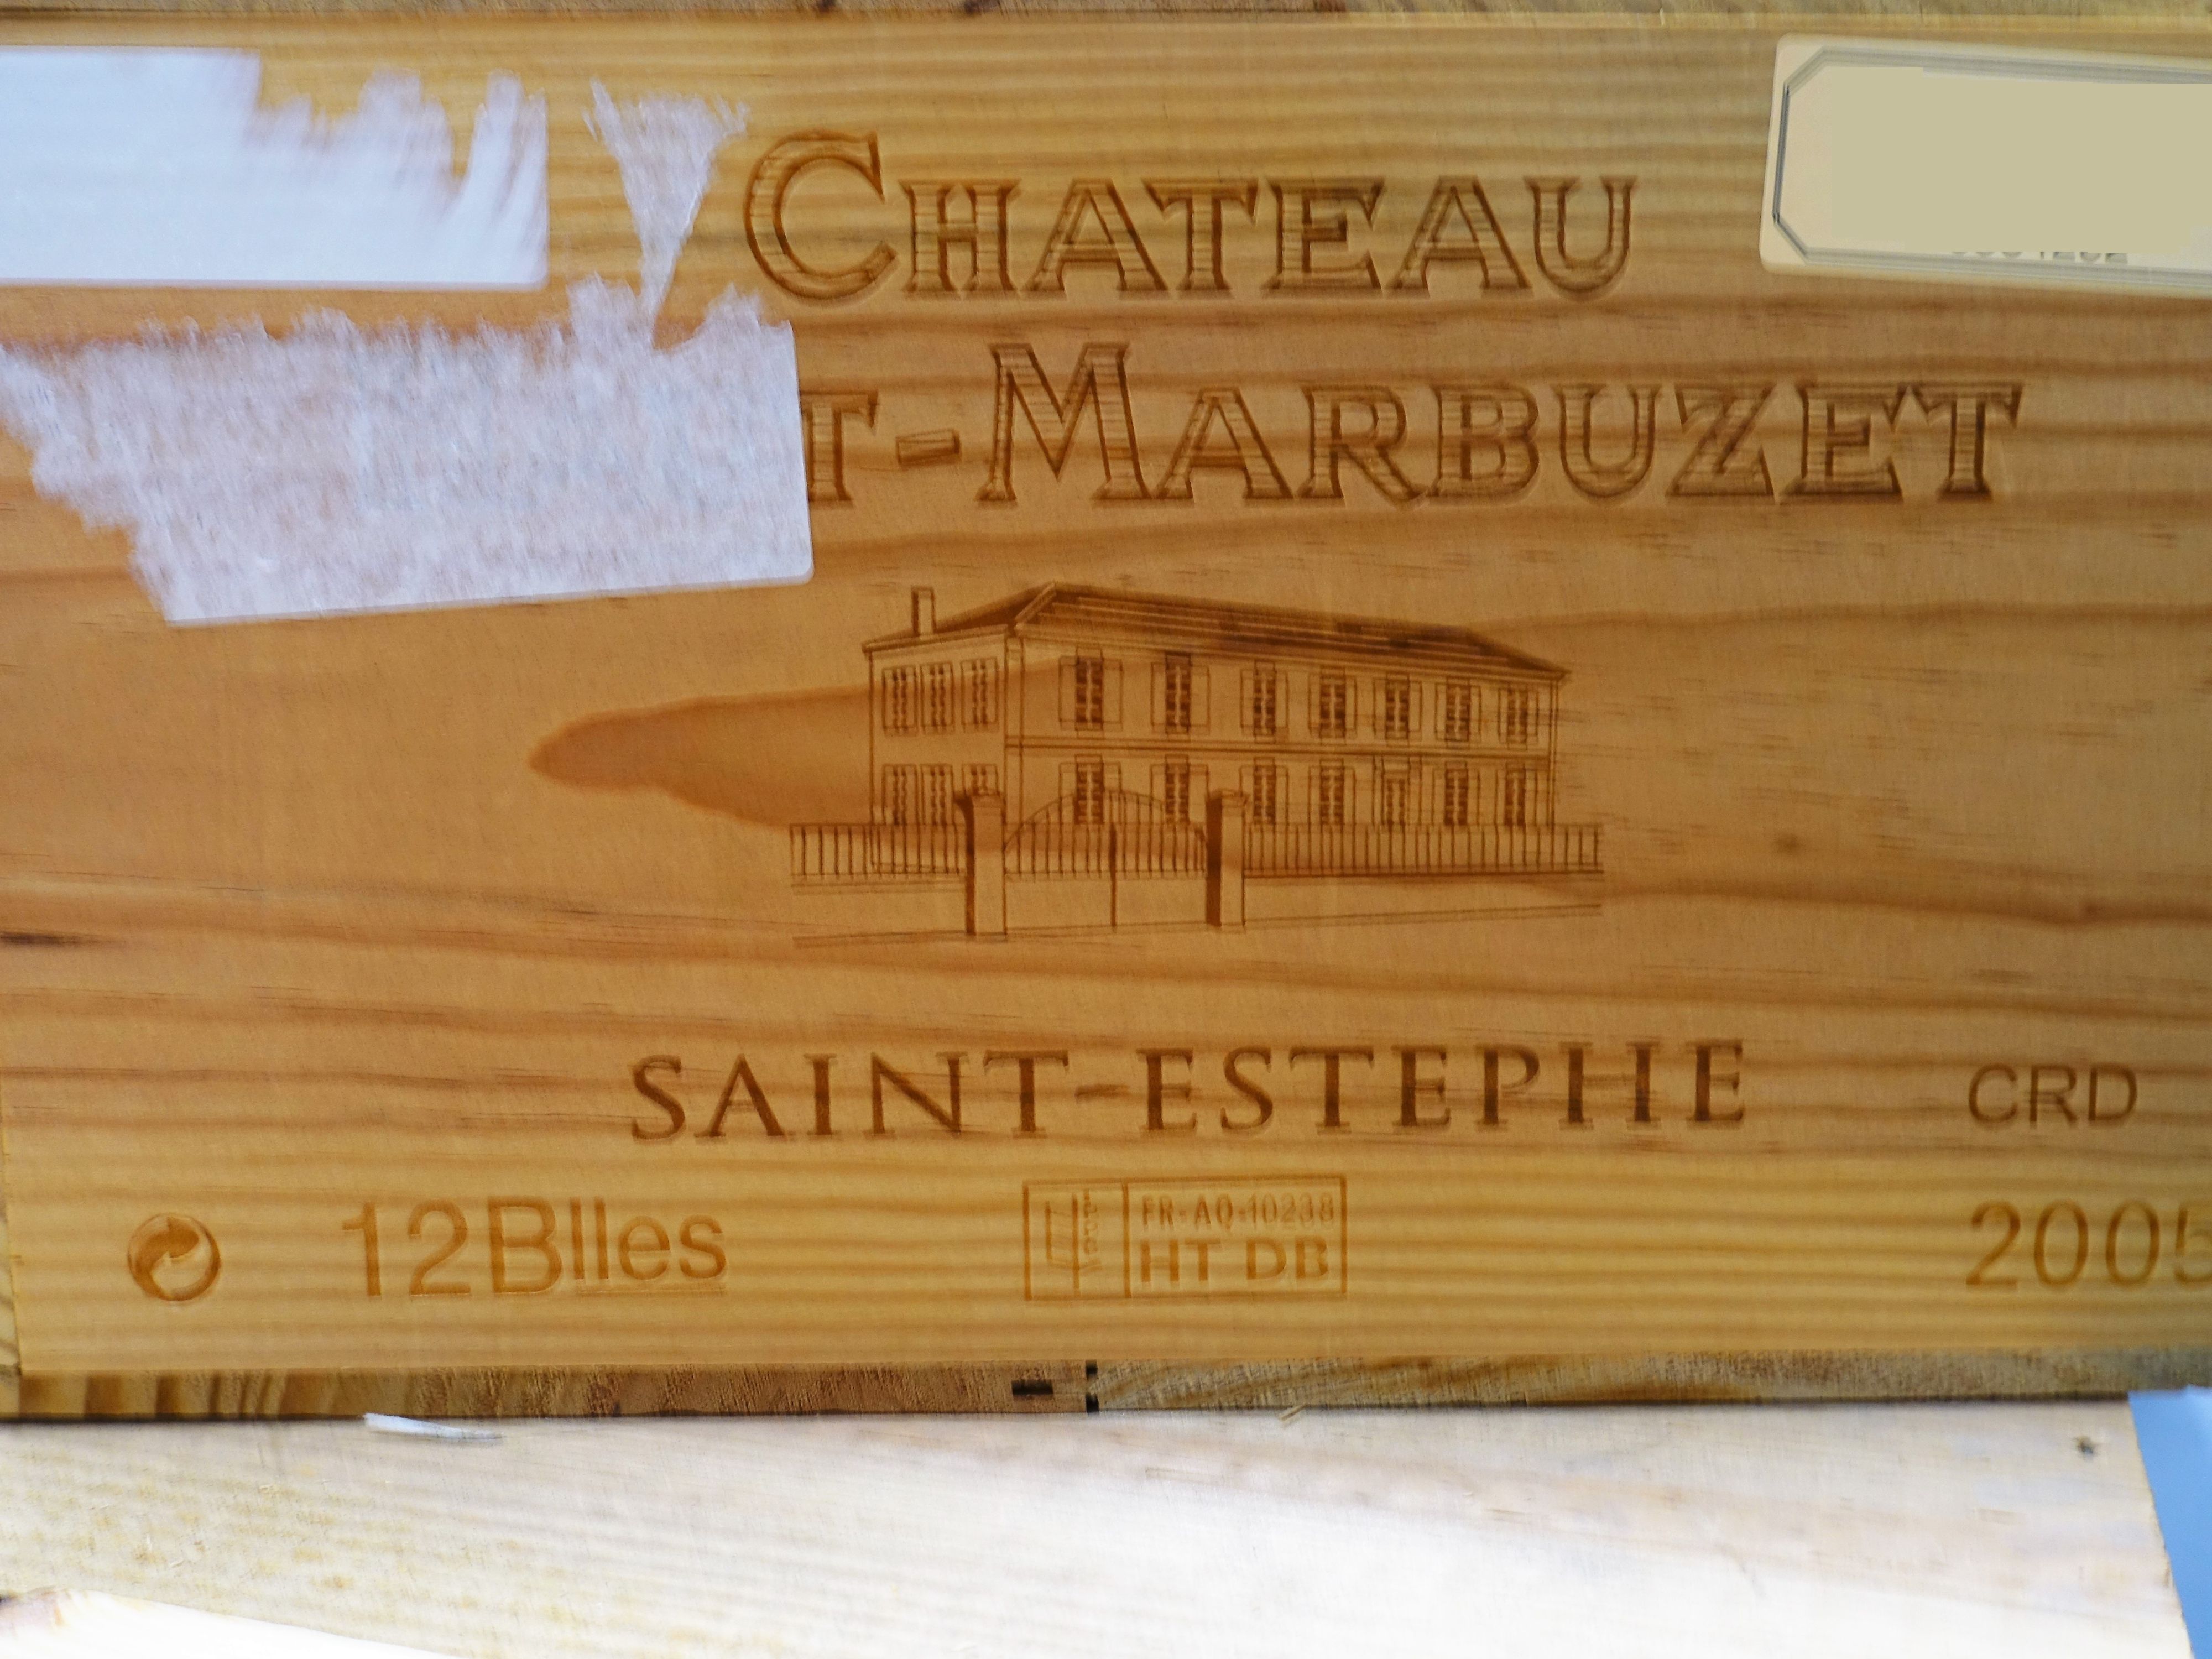 CHATEAU
T-MARBUZET
SAINT-ESTEPHE
CRD
12Blles
FR-AQ-10238
HT DB
2005